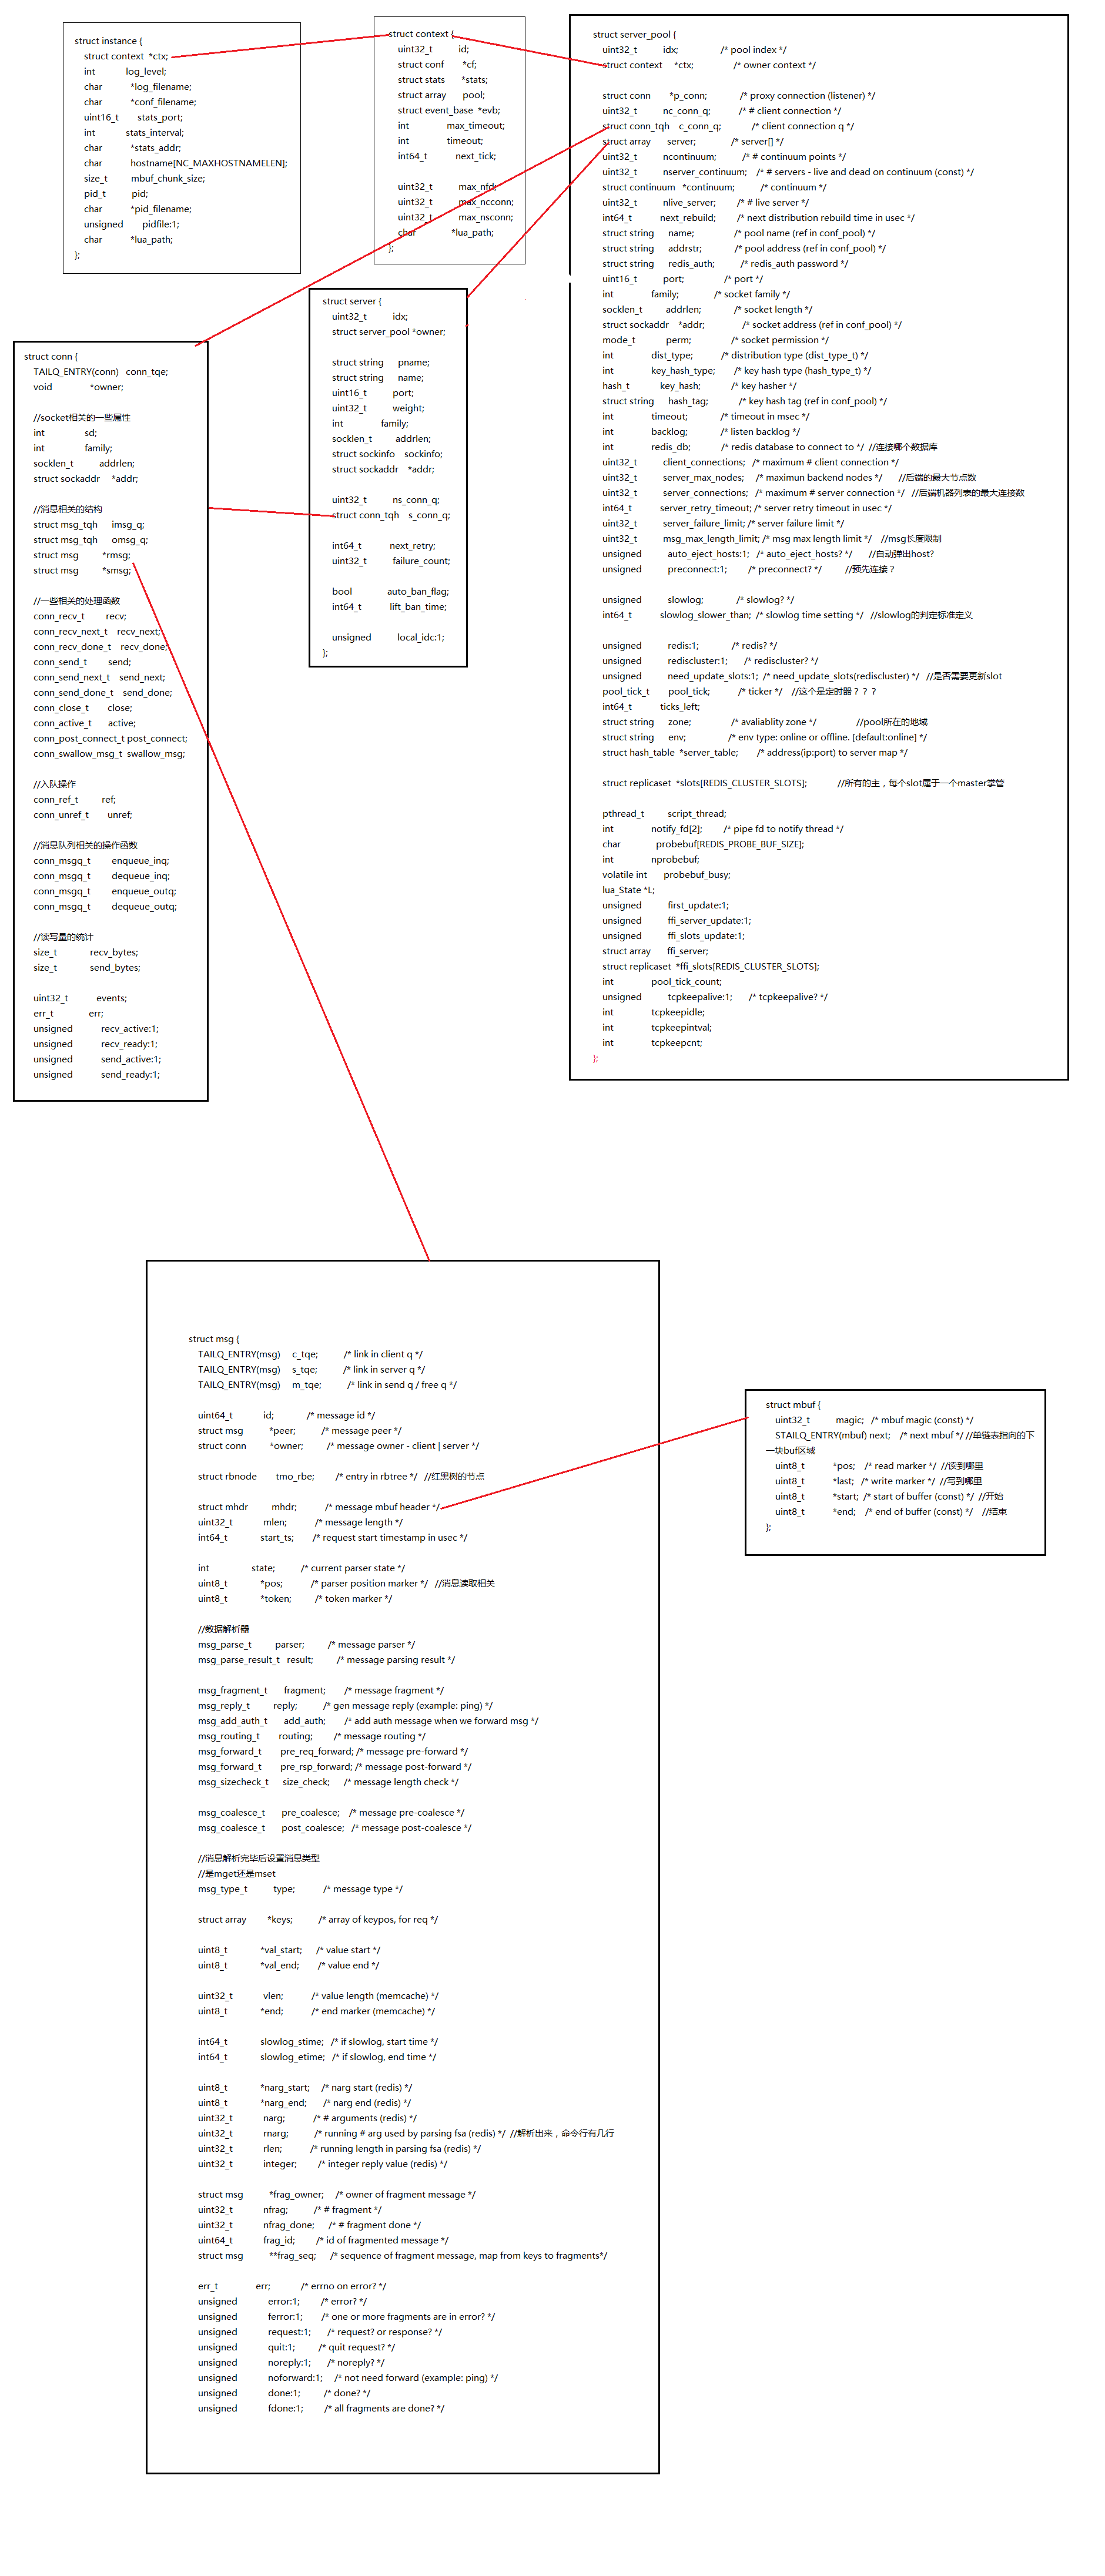 struct instance {
struct context *ctx;
int log_level;
char *log_filename;
char *conf_filename;
uint16_t stats_port;
int stats_interval;
char *stats_addr;
char hostname[NC_MAXHOSTNAMELEN];
size_t mbuf_chunk_size;
pid_t pid;
char *pid_filename;
unsigned pidfile:1;
char *lua_path;
};
struct context {
uint32_t id;
struct conf *cf;
struct stats *stats;
struct array pool;
struct event_base *evb;
int max_timeout;
int timeout;
int64_t next_tick;
uint32_t max_nfd;
uint32_t max_ncconn;
uint32_t max_nsconn;
char *lua_path;
};
struct server_pool {
uint32_t idx; /* pool index */
struct context *ctx; /* owner context */
struct conn *p_conn; /* proxy connection (listener) */
uint32_t nc_conn_q; /* # client connection */
struct conn_tqh c_conn_q; /* client connection q */
struct array server; /* server[] */
uint32_t ncontinuum; /* # continuum points */
uint32_t nserver_continuum; /* # servers - live and dead on continuum (const) */
struct continuum *continuum; /* continuum */
uint32_t nlive_server; /* # live server */
int64_t next_rebuild; /* next distribution rebuild time in usec */
struct string name; /* pool name (ref in conf_pool) */
struct string addrstr; /* pool address (ref in conf_pool) */
struct string redis_auth; /* redis_auth password */
uint16_t port; /* port */
int family; /* socket family */
socklen_t addrlen; /* socket length */
struct sockaddr *addr; /* socket address (ref in conf_pool) */
mode_t perm; /* socket permission */
int dist_type; /* distribution type (dist_type_t) */
int key_hash_type; /* key hash type (hash_type_t) */
hash_t key_hash; /* key hasher */
struct string hash_tag; /* key hash tag (ref in conf_pool) */
int timeout; /* timeout in msec */
int backlog; /* listen backlog */
int redis_db; /* redis database to connect to */ //连接哪个数据库
uint32_t client_connections; /* maximum # client connection */
uint32_t server_max_nodes; /* maximun backend nodes */ //后端的最大节点数
uint32_t server_connections; /* maximum # server connection */ //后端机器列表的最大连接数
int64_t server_retry_timeout; /* server retry timeout in usec */
uint32_t server_failure_limit; /* server failure limit */
uint32_t msg_max_length_limit; /* msg max length limit */ //msg长度限制
unsigned auto_eject_hosts:1; /* auto_eject_hosts? */ //自动弹出host?
unsigned preconnect:1; /* preconnect? */ //预先连接？
unsigned slowlog; /* slowlog? */
int64_t slowlog_slower_than; /* slowlog time setting */ //slowlog的判定标准定义
unsigned redis:1; /* redis? */
unsigned rediscluster:1; /* rediscluster? */
unsigned need_update_slots:1; /* need_update_slots(rediscluster) */ //是否需要更新slot
pool_tick_t pool_tick; /* ticker */ //这个是定时器？？？
int64_t ticks_left;
struct string zone; /* avaliablity zone */ //pool所在的地域
struct string env; /* env type: online or offline. [default:online] */
struct hash_table *server_table; /* address(ip:port) to server map */
struct replicaset *slots[REDIS_CLUSTER_SLOTS]; //所有的主，每个slot属于一个master掌管
pthread_t script_thread;
int notify_fd[2]; /* pipe fd to notify thread */
char probebuf[REDIS_PROBE_BUF_SIZE];
int nprobebuf;
volatile int probebuf_busy;
lua_State *L;
unsigned first_update:1;
unsigned ffi_server_update:1;
unsigned ffi_slots_update:1;
struct array ffi_server;
struct replicaset *ffi_slots[REDIS_CLUSTER_SLOTS];
int pool_tick_count;
unsigned tcpkeepalive:1; /* tcpkeepalive? */
int tcpkeepidle;
int tcpkeepintval;
int tcpkeepcnt;
};
struct server {
uint32_t idx;
struct server_pool *owner;
struct string pname;
struct string name;
uint16_t port;
uint32_t weight;
int family;
socklen_t addrlen;
struct sockinfo sockinfo;
struct sockaddr *addr;
uint32_t ns_conn_q;
struct conn_tqh s_conn_q;
int64_t next_retry;
uint32_t failure_count;
bool auto_ban_flag;
int64_t lift_ban_time;
unsigned local_idc:1;
};
struct conn {
TAILQ_ENTRY(conn) conn_tqe;
void *owner;
//socket相关的一些属性
int sd;
int family;
socklen_t addrlen;
struct sockaddr *addr;
//消息相关的结构
struct msg_tqh imsg_q;
struct msg_tqh omsg_q;
struct msg *rmsg;
struct msg *smsg;
//一些相关的处理函数
conn_recv_t recv;
conn_recv_next_t recv_next;
conn_recv_done_t recv_done;
conn_send_t send;
conn_send_next_t send_next;
conn_send_done_t send_done;
conn_close_t close;
conn_active_t active;
conn_post_connect_t post_connect;
conn_swallow_msg_t swallow_msg;
//入队操作
conn_ref_t ref;
conn_unref_t unref;
//消息队列相关的操作函数
conn_msgq_t enqueue_inq;
conn_msgq_t dequeue_inq;
conn_msgq_t enqueue_outq;
conn_msgq_t dequeue_outq;
//读写量的统计
size_t recv_bytes;
size_t send_bytes;
uint32_t events;
err_t err;
unsigned recv_active:1;
unsigned recv_ready:1;
unsigned send_active:1;
unsigned send_ready:1;
struct msg {
TAILQ_ENTRY(msg) c_tqe; /* link in client q */
TAILQ_ENTRY(msg) s_tqe; /* link in server q */
TAILQ_ENTRY(msg) m_tqe; /* link in send q / free q */
uint64_t id; /* message id */
struct msg *peer; /* message peer */
struct conn *owner; /* message owner - client | server */
struct rbnode tmo_rbe; /* entry in rbtree */ //红黑树的节点
struct mhdr mhdr; /* message mbuf header */
uint32_t mlen; /* message length */
int64_t start_ts; /* request start timestamp in usec */
int state; /* current parser state */
uint8_t *pos; /* parser position marker */ //消息读取相关
uint8_t *token; /* token marker */
//数据解析器
msg_parse_t parser; /* message parser */
msg_parse_result_t result; /* message parsing result */
msg_fragment_t fragment; /* message fragment */
msg_reply_t reply; /* gen message reply (example: ping) */
msg_add_auth_t add_auth; /* add auth message when we forward msg */
msg_routing_t routing; /* message routing */
msg_forward_t pre_req_forward; /* message pre-forward */
msg_forward_t pre_rsp_forward; /* message post-forward */
msg_sizecheck_t size_check; /* message length check */
msg_coalesce_t pre_coalesce; /* message pre-coalesce */
msg_coalesce_t post_coalesce; /* message post-coalesce */
//消息解析完毕后设置消息类型
//是mget还是mset
msg_type_t type; /* message type */
struct array *keys; /* array of keypos, for req */
uint8_t *val_start; /* value start */
uint8_t *val_end; /* value end */
uint32_t vlen; /* value length (memcache) */
uint8_t *end; /* end marker (memcache) */
int64_t slowlog_stime; /* if slowlog, start time */
int64_t slowlog_etime; /* if slowlog, end time */
uint8_t *narg_start; /* narg start (redis) */
uint8_t *narg_end; /* narg end (redis) */
uint32_t narg; /* # arguments (redis) */
uint32_t rnarg; /* running # arg used by parsing fsa (redis) */ //解析出来，命令行有几行
uint32_t rlen; /* running length in parsing fsa (redis) */
uint32_t integer; /* integer reply value (redis) */
struct msg *frag_owner; /* owner of fragment message */
uint32_t nfrag; /* # fragment */
uint32_t nfrag_done; /* # fragment done */
uint64_t frag_id; /* id of fragmented message */
struct msg **frag_seq; /* sequence of fragment message, map from keys to fragments*/
err_t err; /* errno on error? */
unsigned error:1; /* error? */
unsigned ferror:1; /* one or more fragments are in error? */
unsigned request:1; /* request? or response? */
unsigned quit:1; /* quit request? */
unsigned noreply:1; /* noreply? */
unsigned noforward:1; /* not need forward (example: ping) */
unsigned done:1; /* done? */
unsigned fdone:1; /* all fragments are done? */
struct mbuf {
uint32_t magic; /* mbuf magic (const) */
STAILQ_ENTRY(mbuf) next; /* next mbuf */ //单链表指向的下
一块buf区域
uint8_t *pos; /* read marker */ //读到哪里
uint8_t *last; /* write marker */ //写到哪里
uint8_t *start; /* start of buffer (const) */ //开始
uint8_t *end; /* end of buffer (const) */ //结束
};